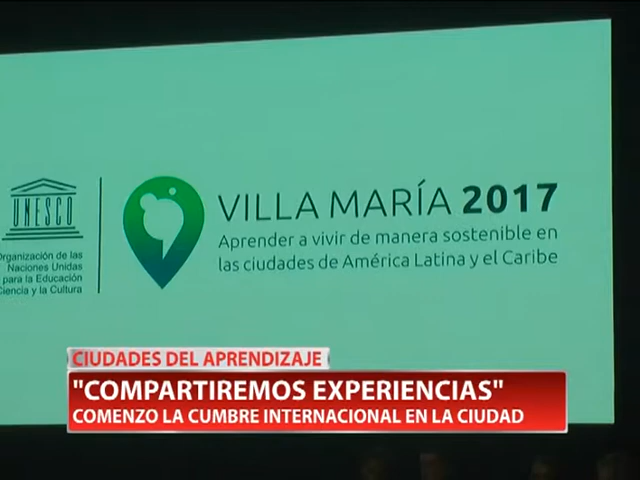 UNESCO
Organización de las
Naciones Unidas
para la Educación
Ciencia y la Cultura
VILLA MARÍA 2017
Aprender a vivir de manera sostenible en
las ciudades de América Latina y el Caribe
CIUDADES DEL APRENDIZAJE
"COMPARTIREMOS EXPERIENCIAS"
COMENZO LA CUMBRE INTERNACIONAL EN LA CIUDAD